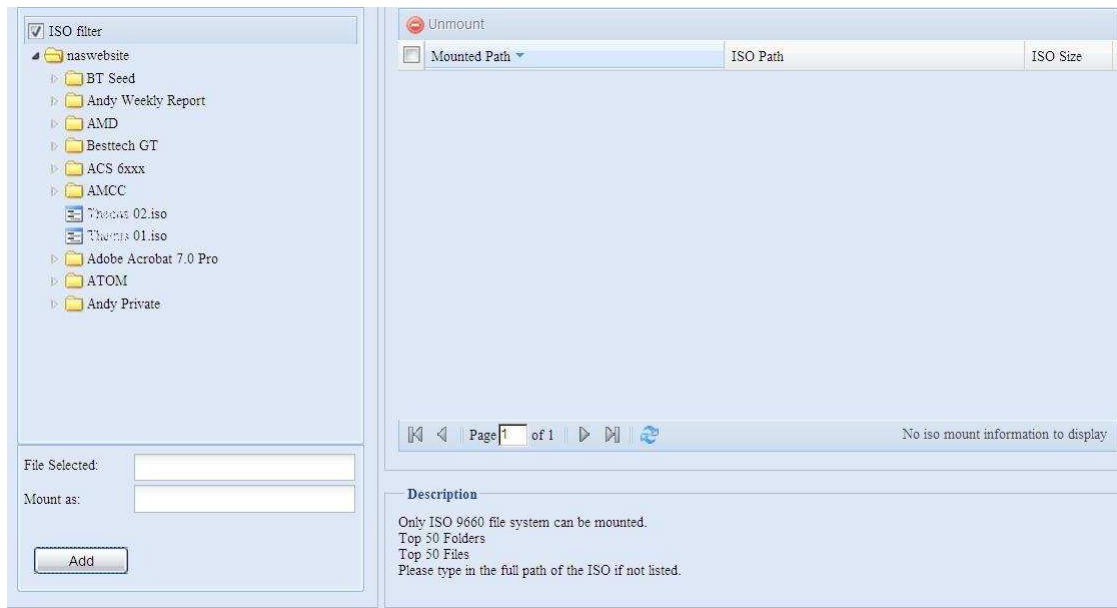 ISO filter
naswebsite
BT Seed
Andy Weekly Report
AMD
Besttech GT
ACS 6xxx
AMCC
02.iso
01.iso
Adobe Acrobat 7.0 Pro
ATOM
Andy Private
File Selected:
Mount as:
Add
Unmount
Mounted Path ISO Path ISO Size
Page 1 of 1 No iso mount information to display
Description
Only ISO 9660 file system can be mounted.
Top 50 Folders
Top 50 Files
Please type in the full path of the ISO if not listed.